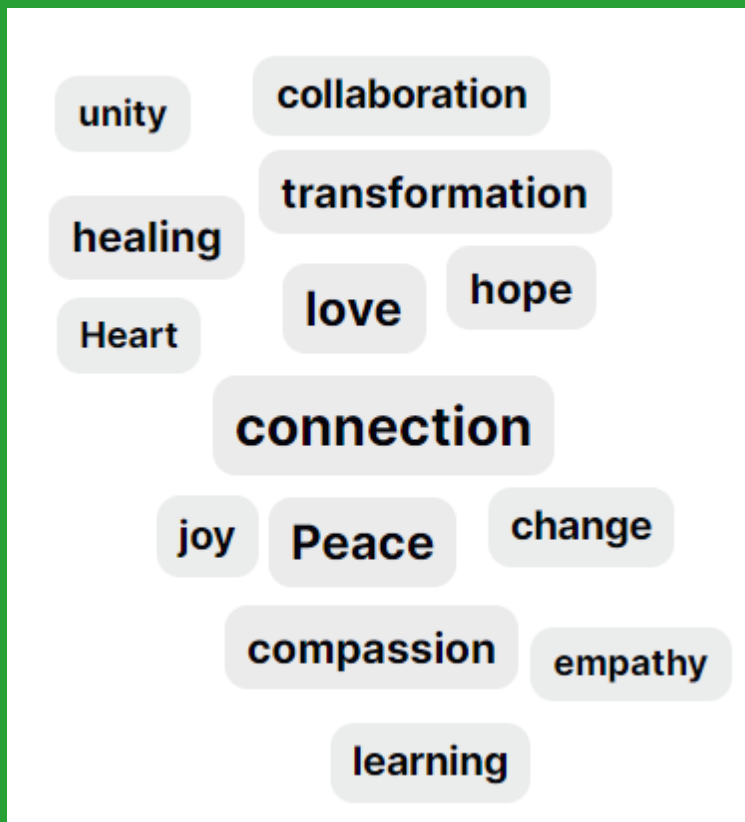 unity
collaboration
transformation
healing
hope
love
Heart
connection
joy
Peace
change
compassion
empathy
learning